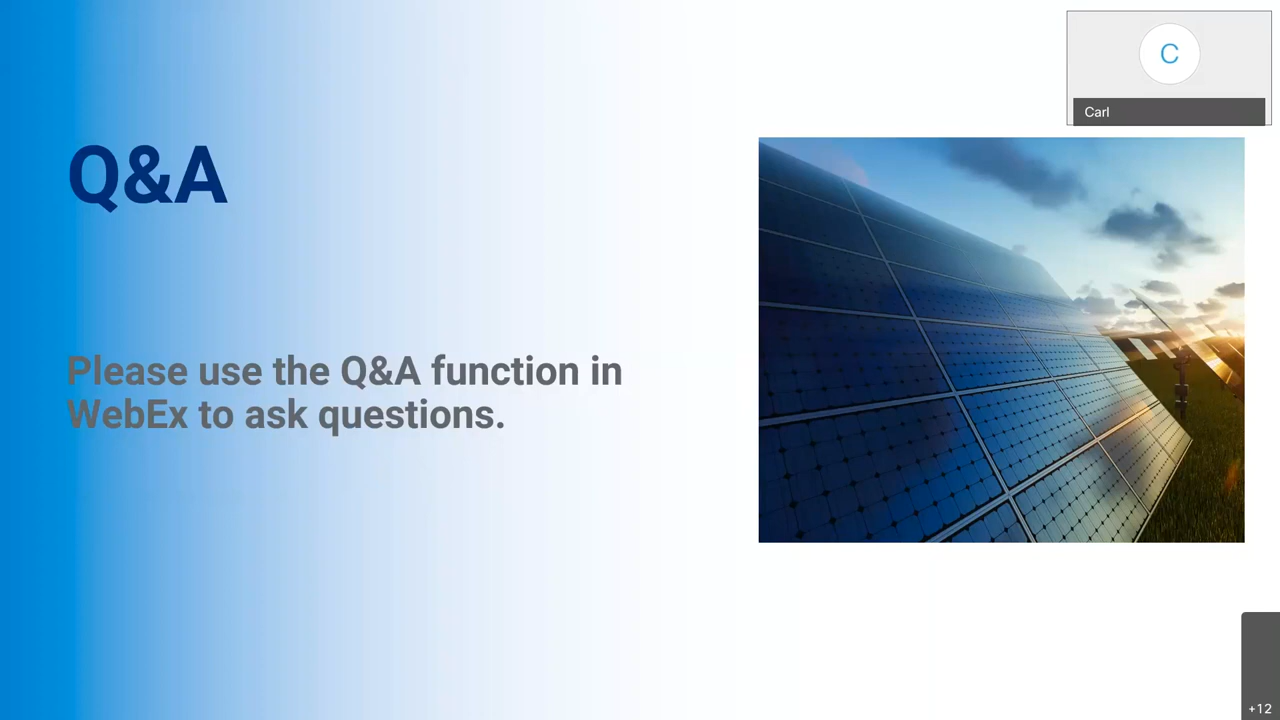 C
Carl
Q&A
Please use the Q&A function in
WebEx to ask questions.
+12